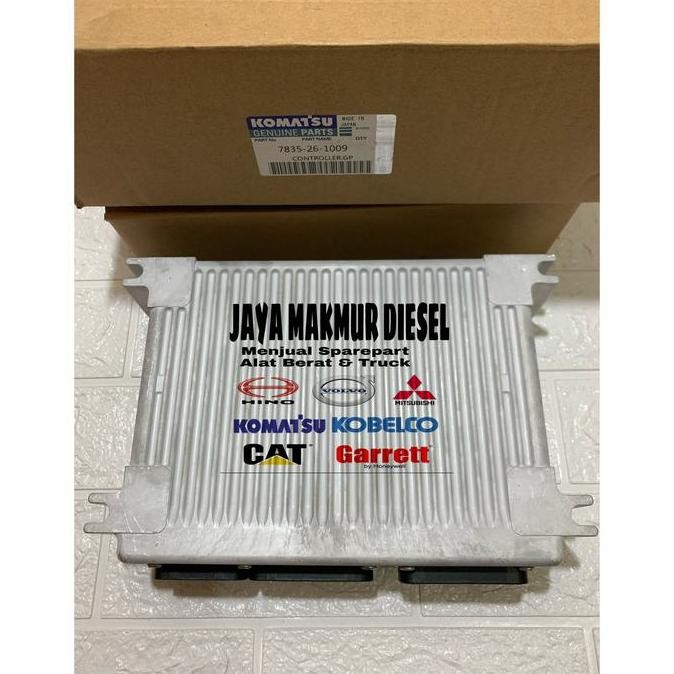 KOMATSU
GENUINE PARTS
MADE IN
JAPAN
PART No PART NAME QTY
7835-26-1009
CONTROLLER.GP
JAYA MAKMUR DIESEL
Menjual Sparepart
Alat Berat & Truck
HINO VOLVO MITSUBISHI
KOMATSU KOBELCO
CAT Garrett
by Honeywell